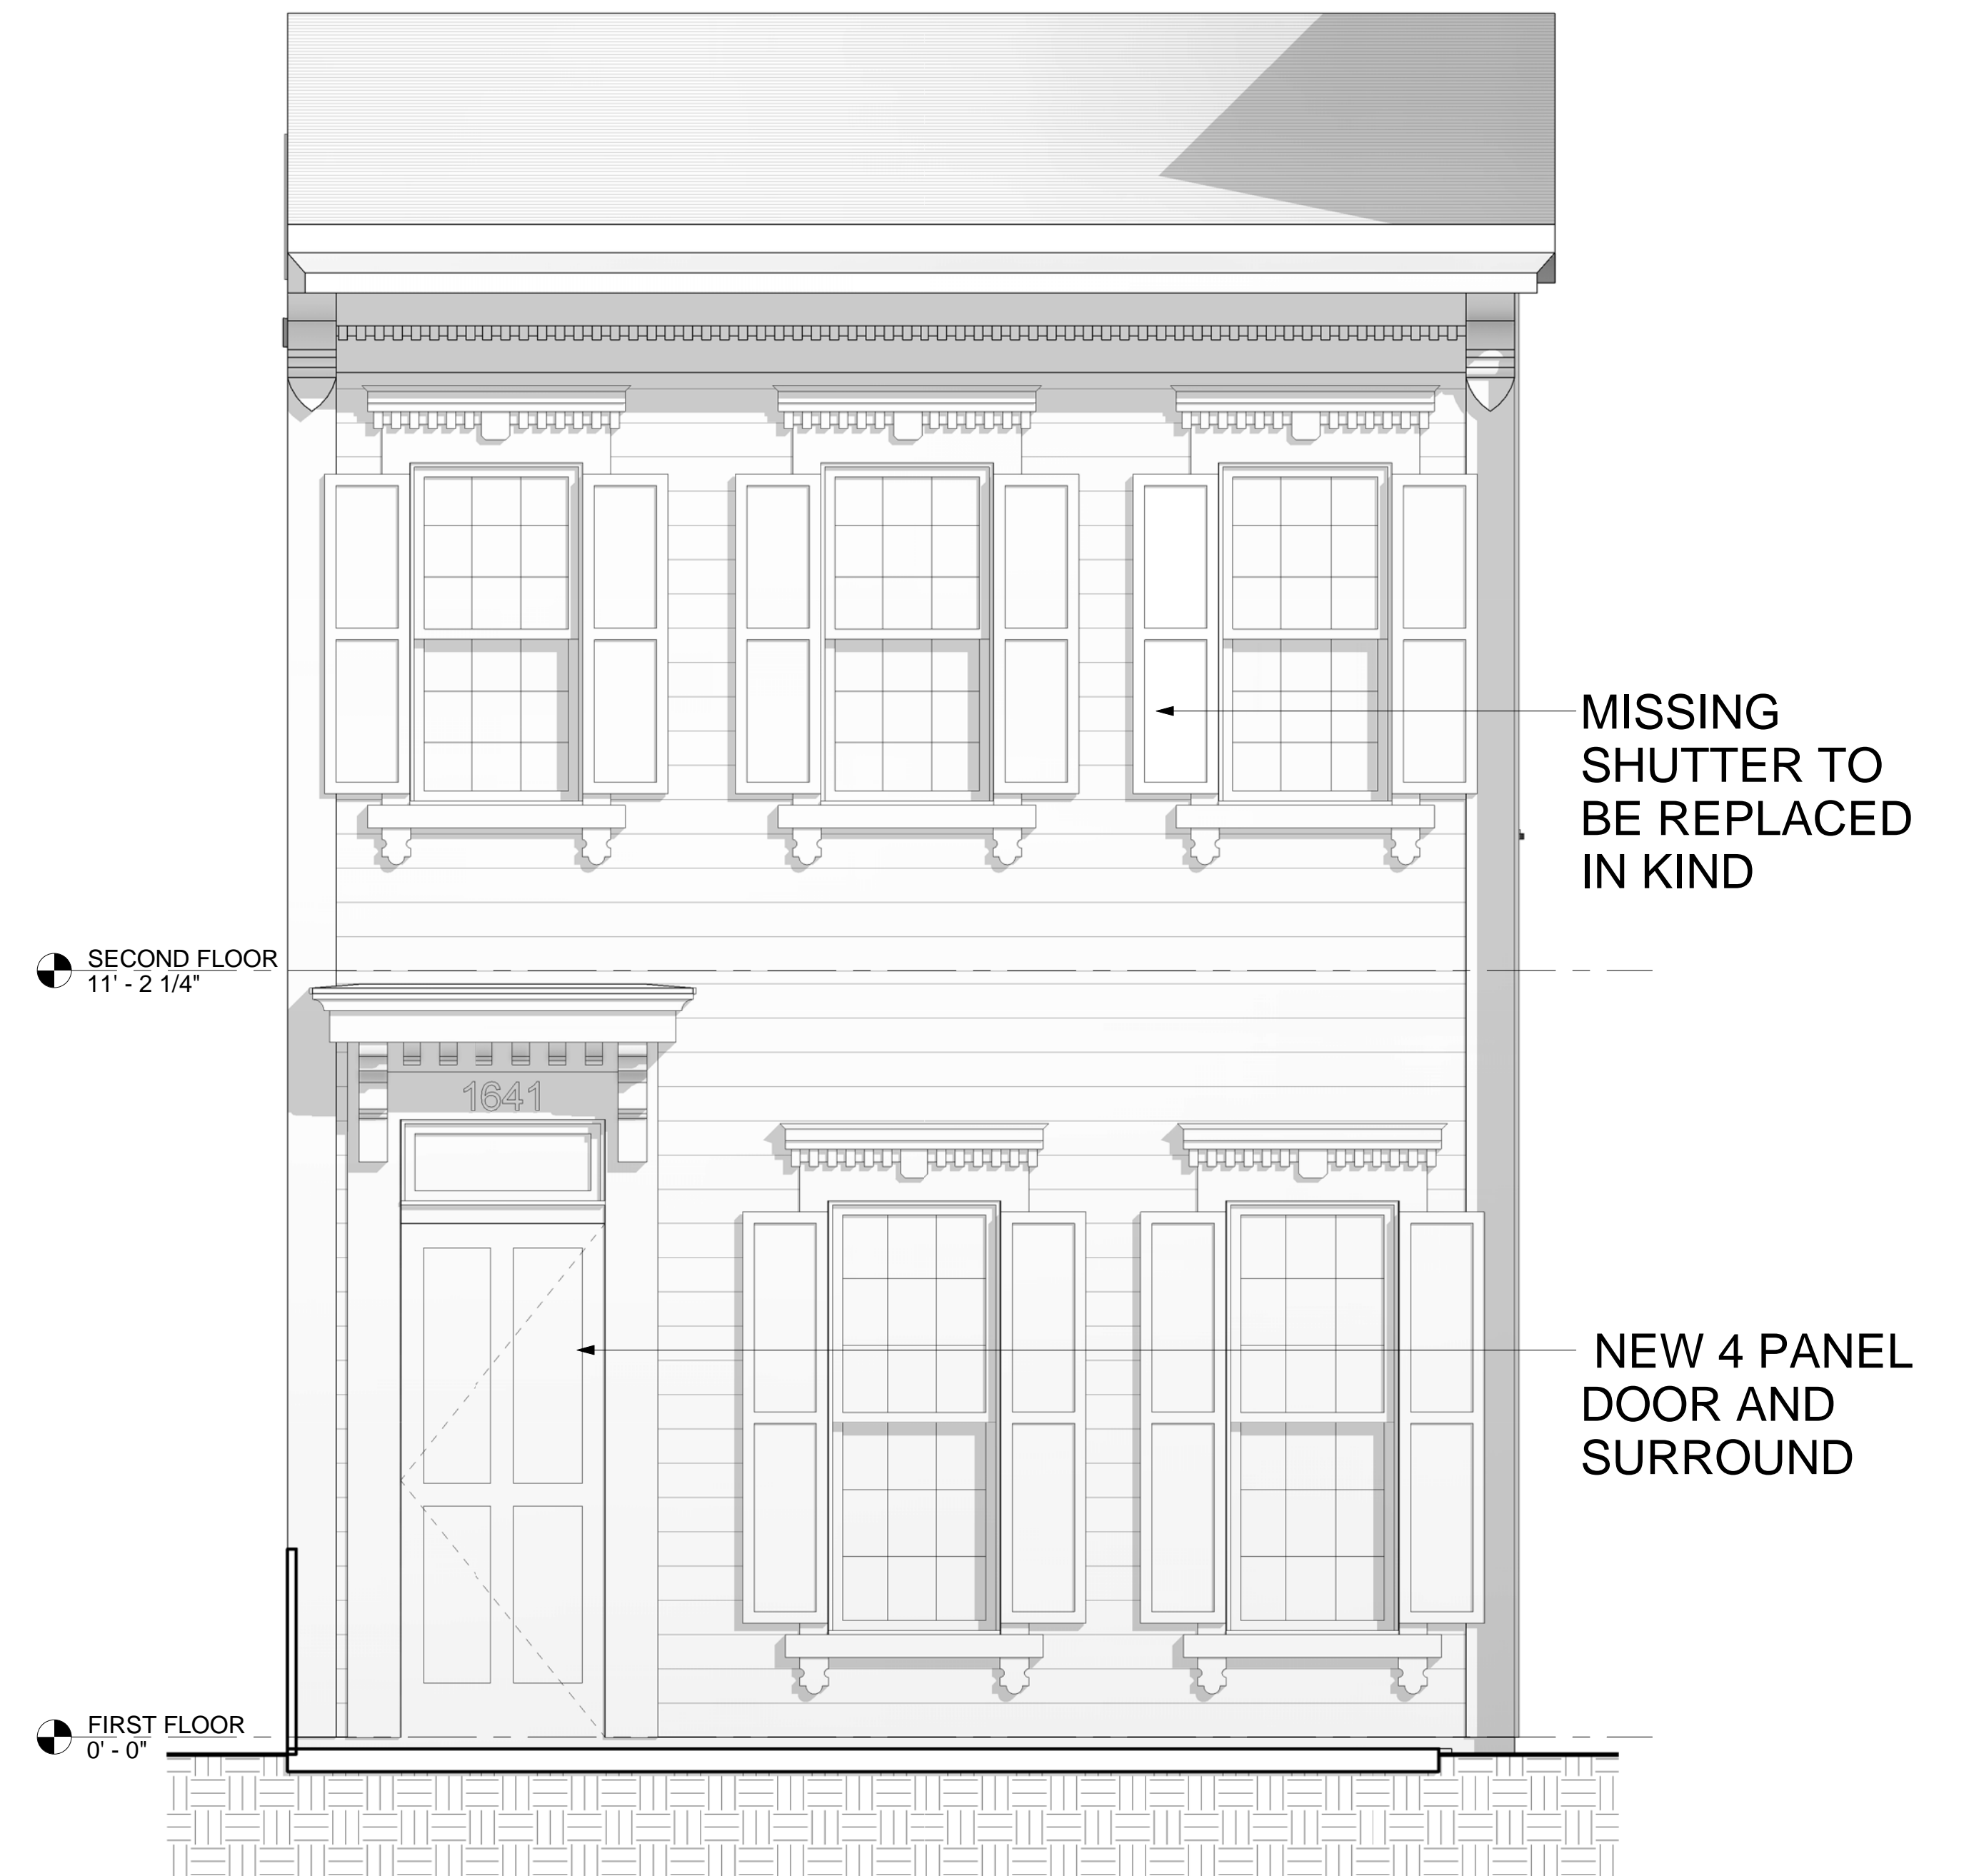 MISSING
SHUTTER TO
BE REPLACED
IN KIND
SECOND FLOOR
11' - 2 1/4"
1641
NEW 4 PANEL
DOOR AND
SURROUND
FIRST FLOOR
0' - 0"